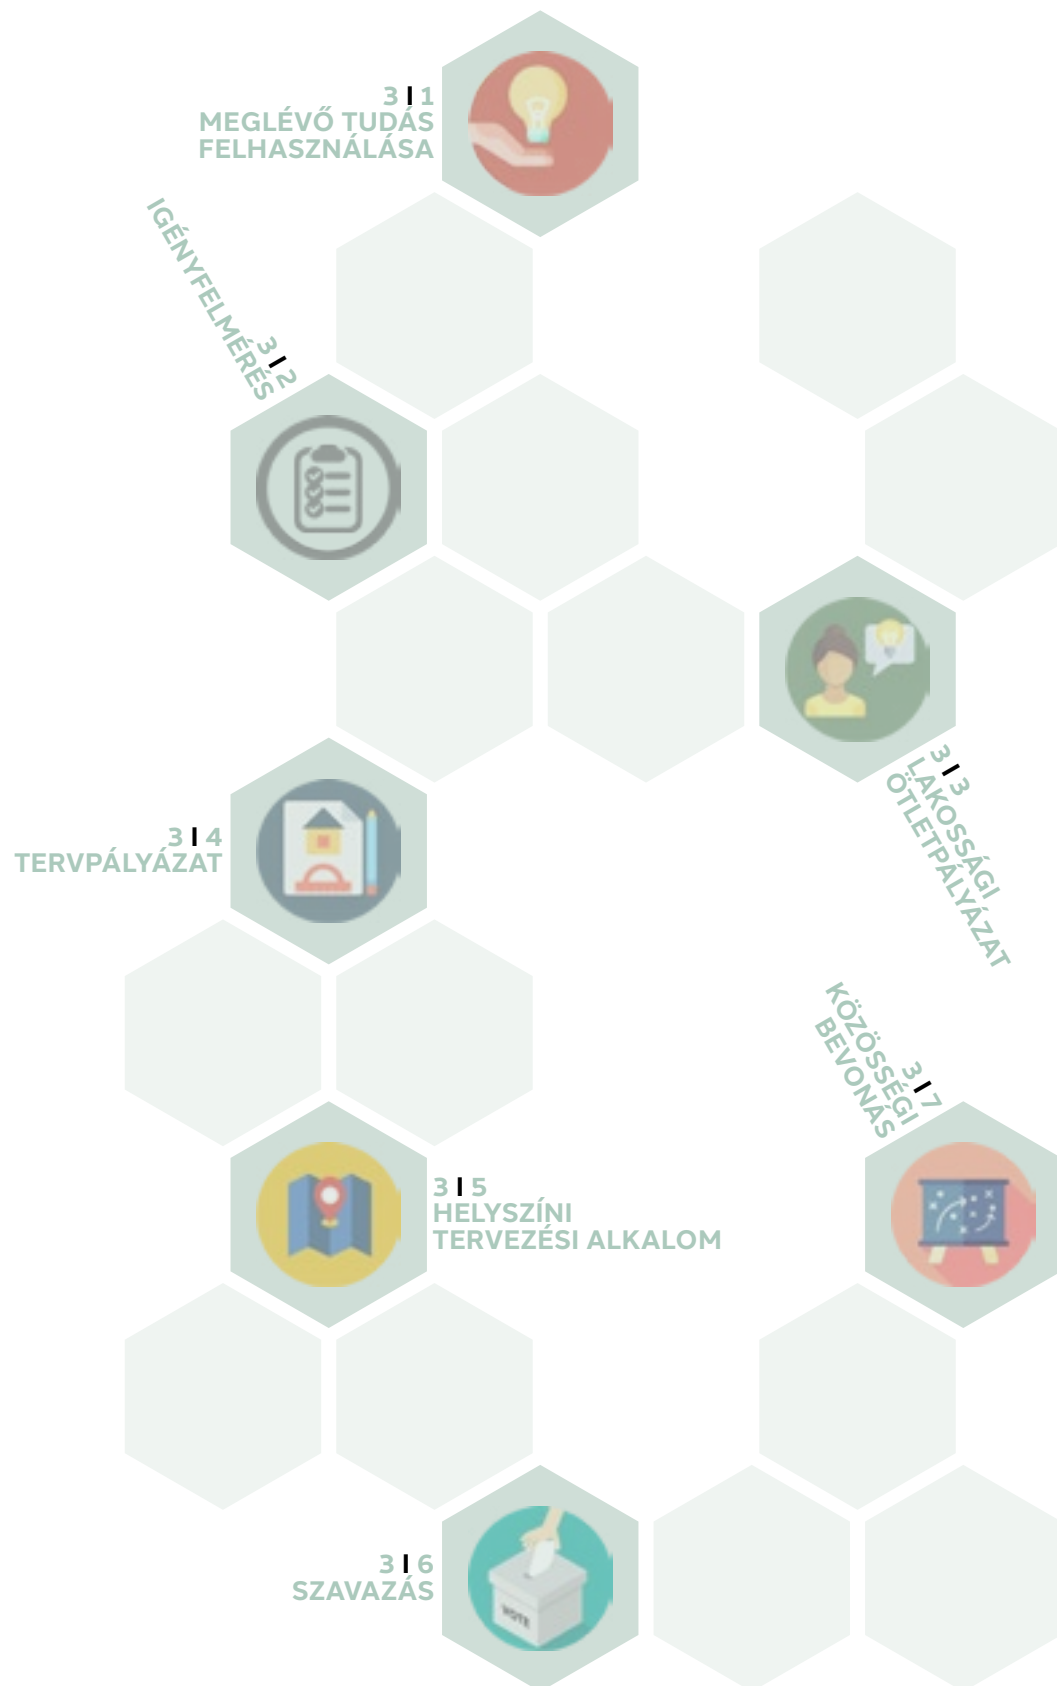 3 I 1
MEGLÉVŐ TUDÁS
FELHASZNÁLÁSA
3 I 2
IGÉNYFELMÉRÉS
3 I 3
LAKOSSÁGI
ÖTLETPÁLYÁZAT
3 I 4
TERVPÁLYÁZAT
3 I 5
HELYSZÍNI
TERVEZÉSI ALKALOM
3 I 7
KÖZÖSSÉGI
BEVONÁS
3 I 6
SZAVAZÁS
VOTE